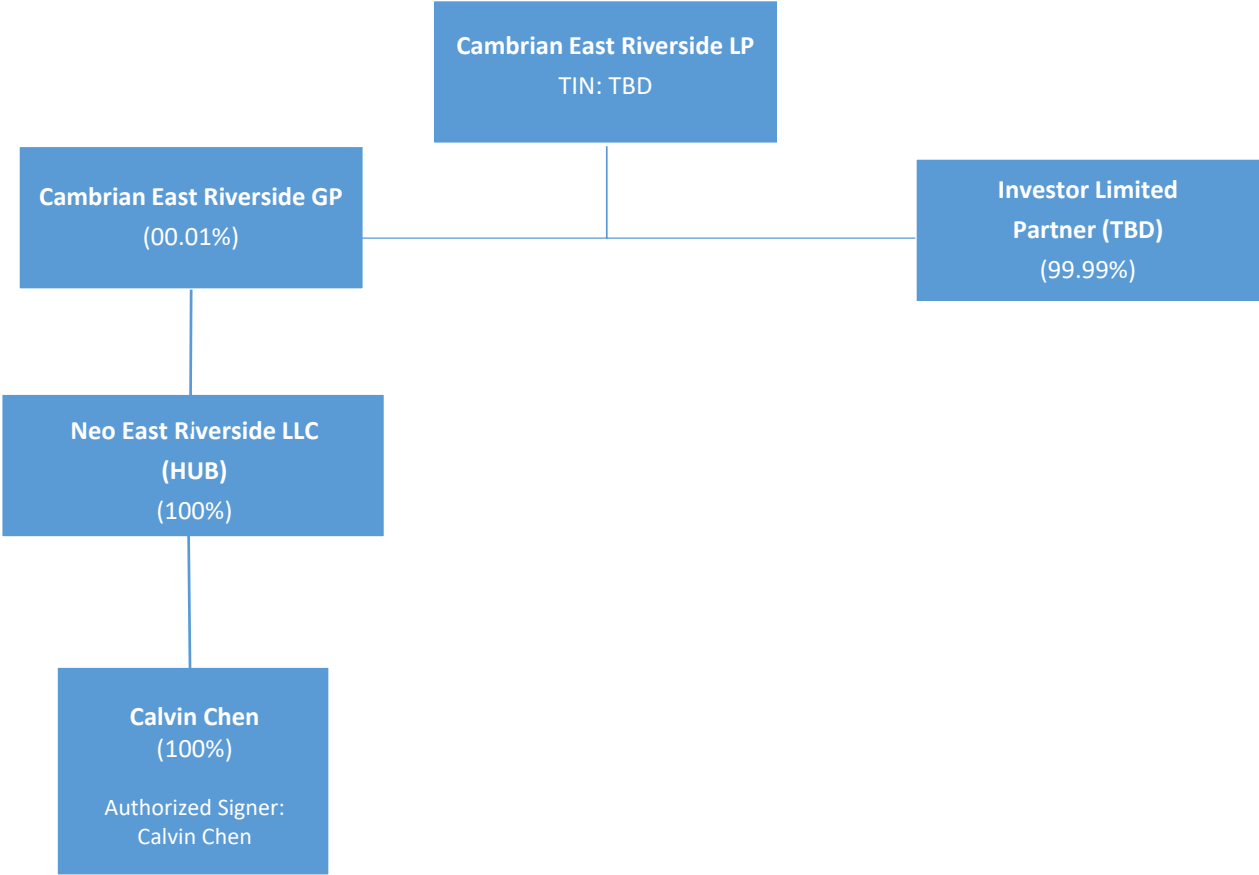 Cambrian East Riverside LP
TIN: TBD
Cambrian East Riverside GP
(00.01%)
Investor Limited
Partner (TBD)
(99.99%)
Neo East Riverside LLC
(HUB)
(100%)
Calvin Chen
(100%)
Authorized Signer:
Calvin Chen